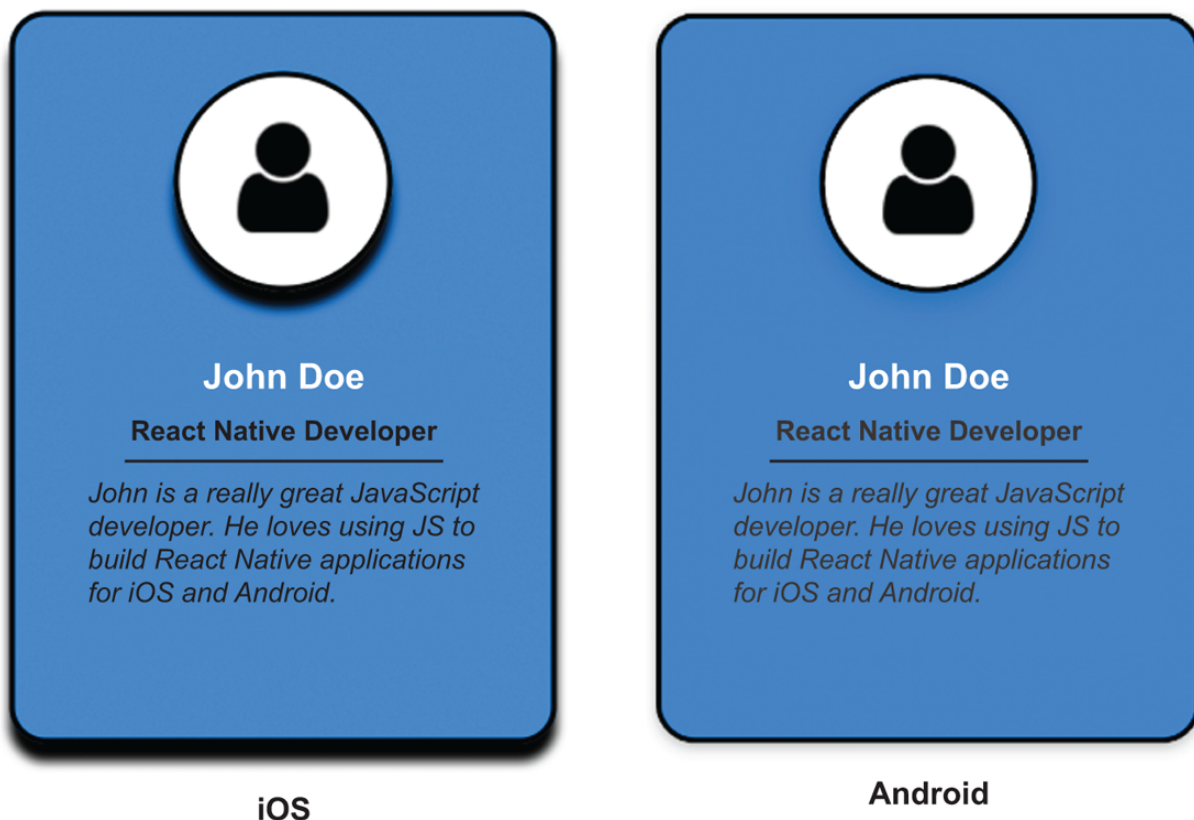 John Doe
React Native Developer
John is a really great JavaScript
developer. He loves using JS to
build React Native applications
for iOS and Android.
iOS
John Doe
React Native Developer
John is a really great JavaScript
developer. He loves using JS to
build React Native applications
for iOS and Android.
Android